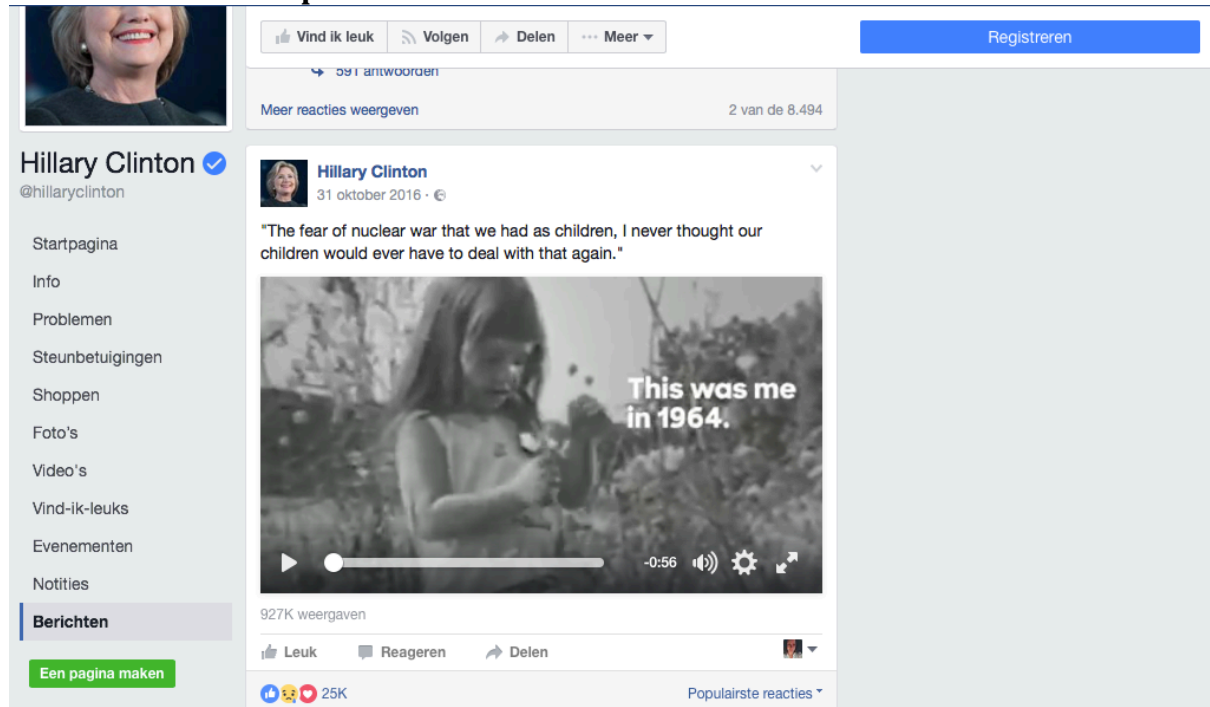 Vind ik leuk Volgen Delen Meer Registreren
591 antwoorden
Meer reacties weergeven 2 van de 8.494
Hillary Clinton
@hillaryclinton
Startpagina
Info
Problemen
Steunbetuigingen
Shoppen
Foto's
Video's
Vind-ik-leuks
Evenementen
Notities
Berichten
Een pagina maken
Hillary Clinton
31 oktober 2016 ·
"The fear of nuclear war that we had as children, I never thought our
children would ever have to deal with that again."
This was me
in 1964.
-0:56
927K weergaven
Leuk Reageren Delen
25K Populairste reacties